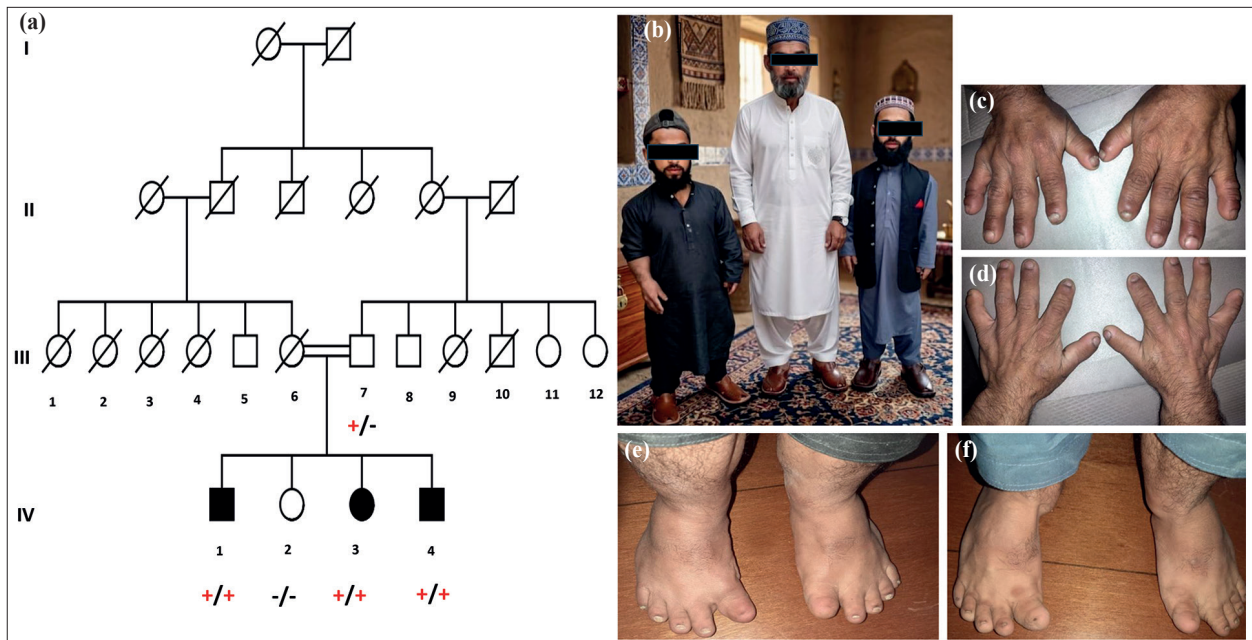 (a)
I
II
III
1 2 3 4 5 6 7 8 9 10 11 12
+/-
IV
1 2 3 4
+/+ -/- +/+ +/+
(b)
(c)
(d)
(e)
(f)